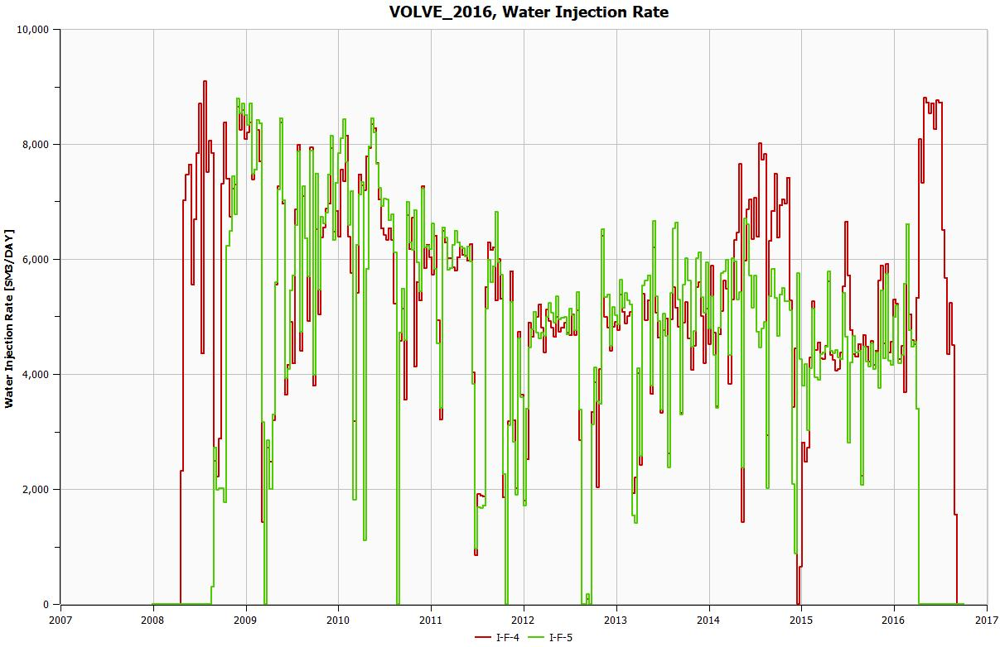 VOLVE_2016, Water Injection Rate
10,000
8,000
6,000
4,000
2,000
0
Water Injection Rate [SM3/DAY]
2007 2008 2009 2010 2011 2012 2013 2014 2015 2016 2017
I-F-4 I-F-5